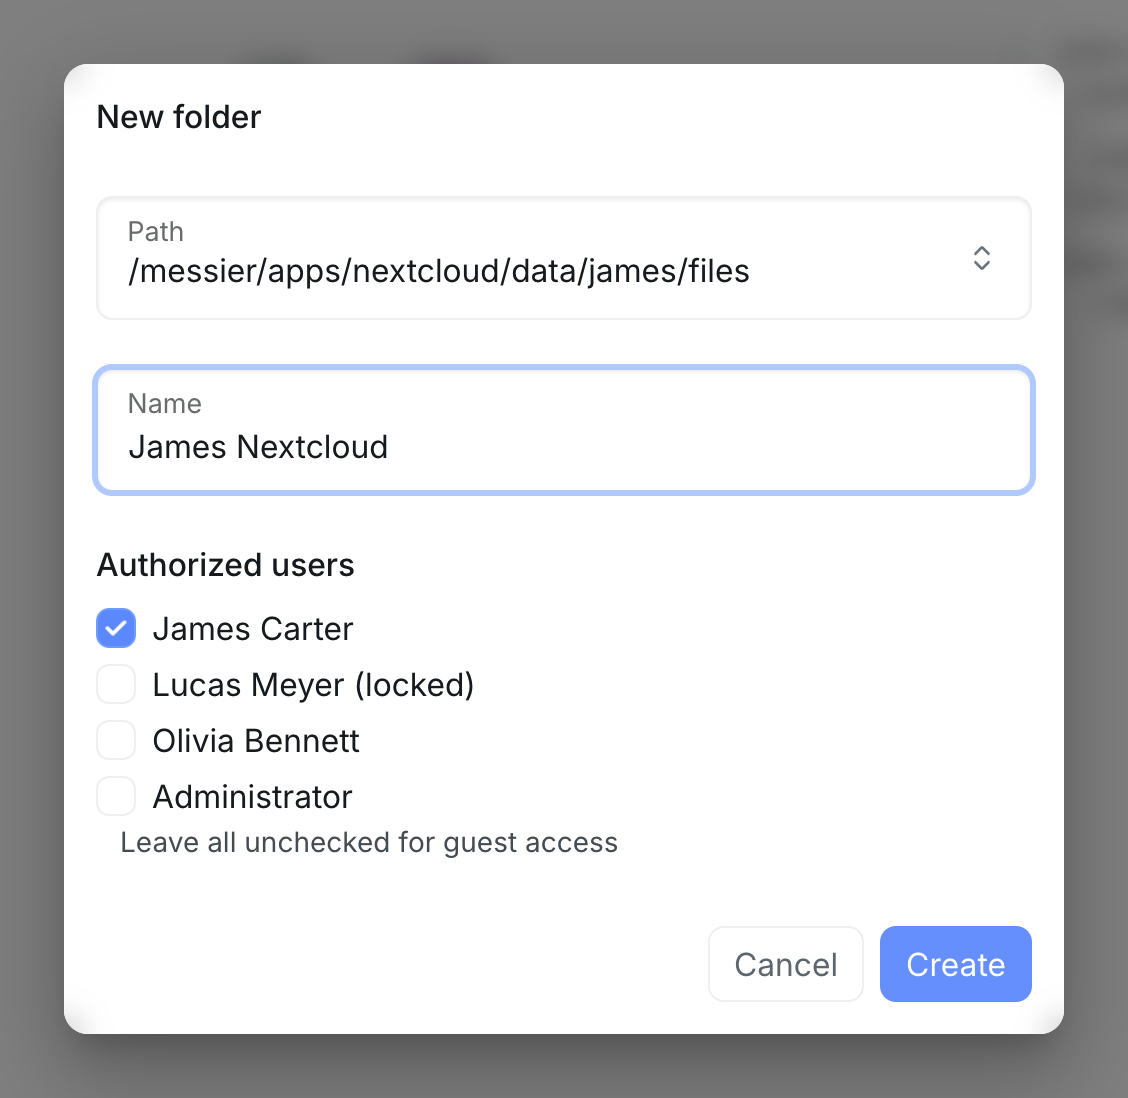 New folder
Path
/messier/apps/nextcloud/data/james/files
Name
James Nextcloud
Authorized users
James Carter
Lucas Meyer (locked)
Olivia Bennett
Administrator
Leave all unchecked for guest access
Cancel
Create